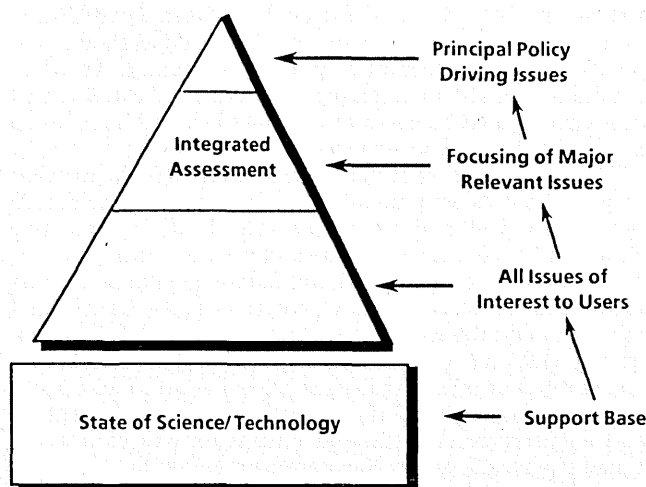 Principal Policy
Driving Issues
Integrated
Assessment
Focusing of Major
Relevant Issues
All Issues of
Interest to Users
State of Science/Technology
Support Base